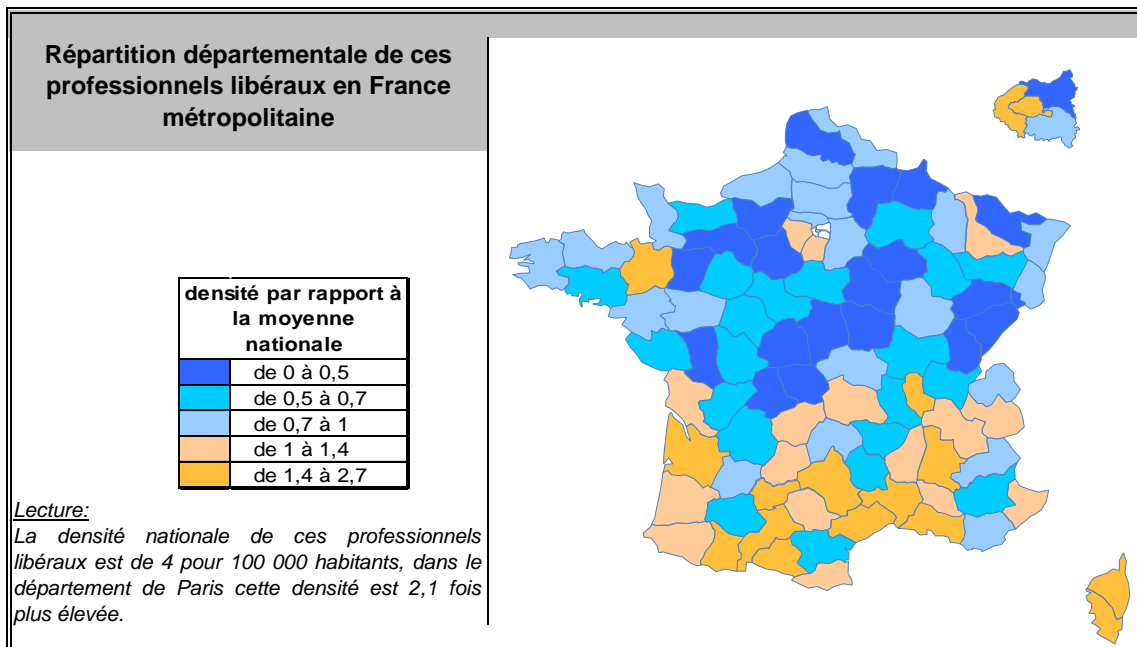 Répartition départementale de ces
professionnels libéraux en France
métropolitaine
densité par rapport à
la moyenne
nationale
de 0 à 0,5
de 0,5 à 0,7
de 0,7 à 1
de 1 à 1,4
de 1,4 à 2,7
Lecture:
La densité nationale de ces professionnels
libéraux est de 4 pour 100 000 habitants, dans le
département de Paris cette densité est 2,1 fois
plus élevée.